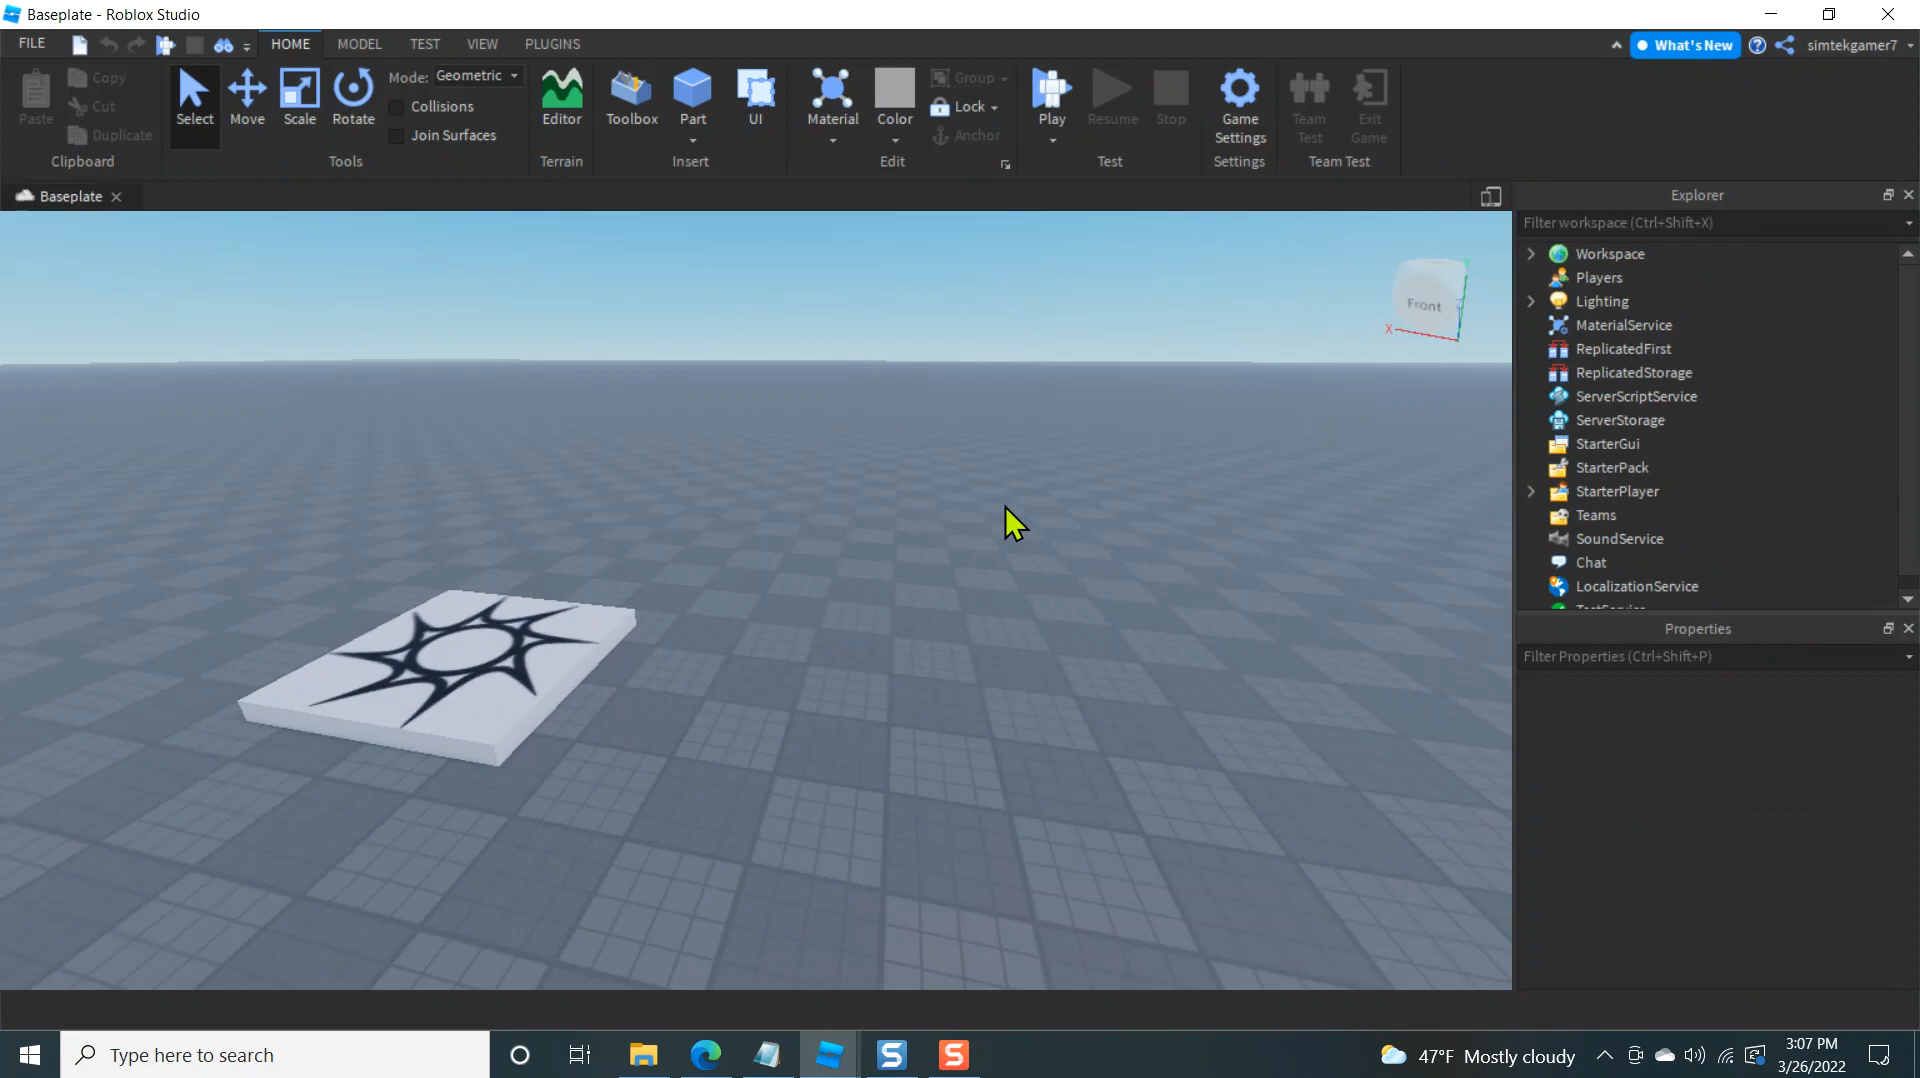 Baseplate - Roblox Studio
FILE
HOME
MODEL
TEST
VIEW
PLUGINS
What's New
simtekgamer7
Paste
Copy
Cut
Duplicate
Clipboard
Select
Move
Scale
Rotate
Mode: Geometric
Collisions
Join Surfaces
Tools
Editor
Terrain
Toolbox
Part
UI
Insert
Material
Color
Group
Lock
Anchor
Edit
Play
Resume
Stop
Test
Game
Settings
Settings
Team
Test
Exit
Game
Team Test
Baseplate
Front
X
Explorer
Filter workspace (Ctrl+Shift+X)
Workspace
Players
Lighting
MaterialService
ReplicatedFirst
ReplicatedStorage
ServerScriptService
ServerStorage
StarterGui
StarterPack
StarterPlayer
Teams
SoundService
Chat
LocalizationService
TestService
Properties
Filter Properties (Ctrl+Shift+P)
Type here to search
47°F Mostly cloudy
3:07 PM
3/26/2022